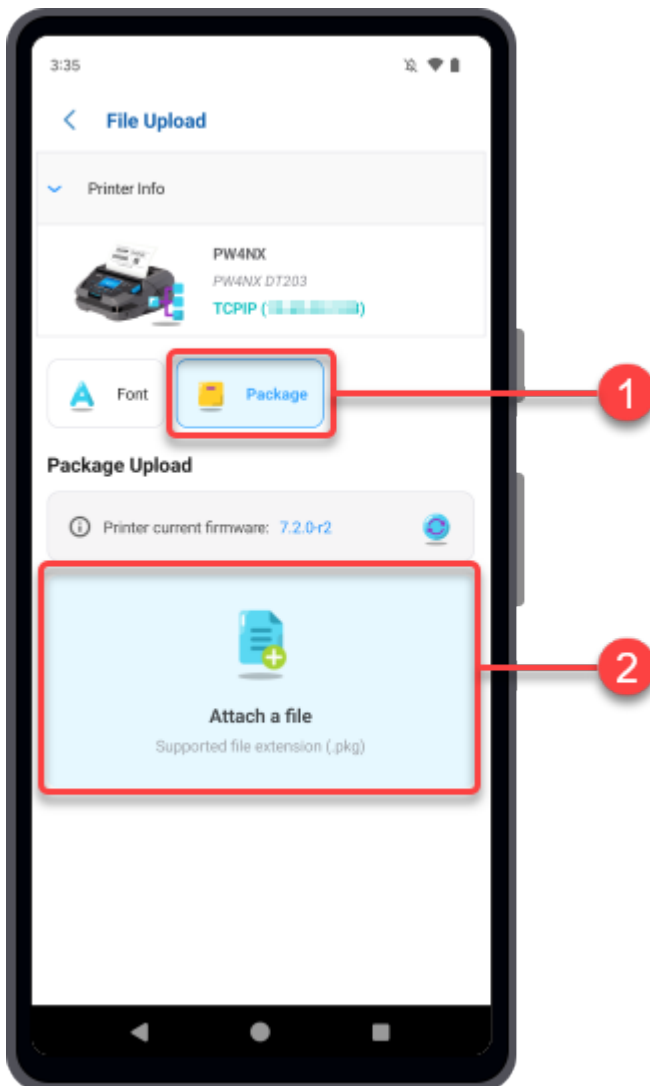 3:35
File Upload
Printer Info
PW4NX
PW4NX DT203
TCPIP ( )
Font
Package
1
Package Upload
Printer current firmware: 7.2.0-r2
Attach a file
Supported file extension (.pkg)
2